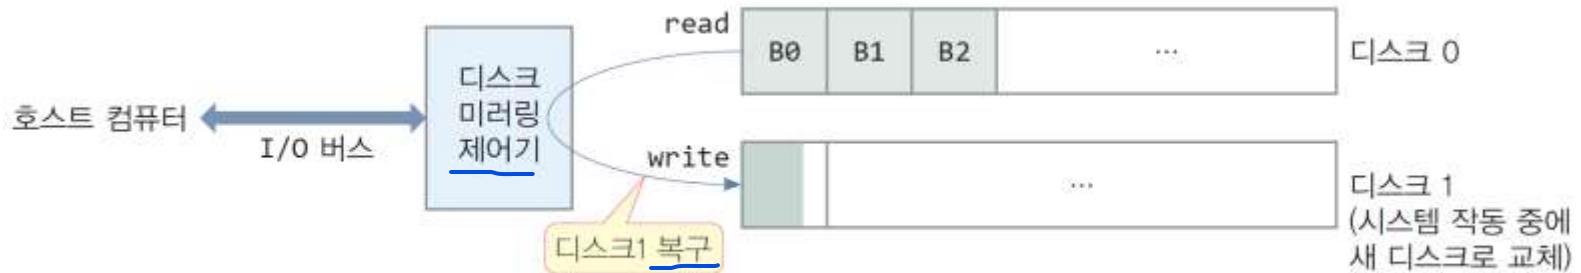 호스트 컴퓨터
I/O 버스
디스크
미러링
제어기
read
B0 B1 B2 ...
디스크 0
write
...
디스크 1
(시스템 작동 중에
새 디스크로 교체)
디스크1 복구